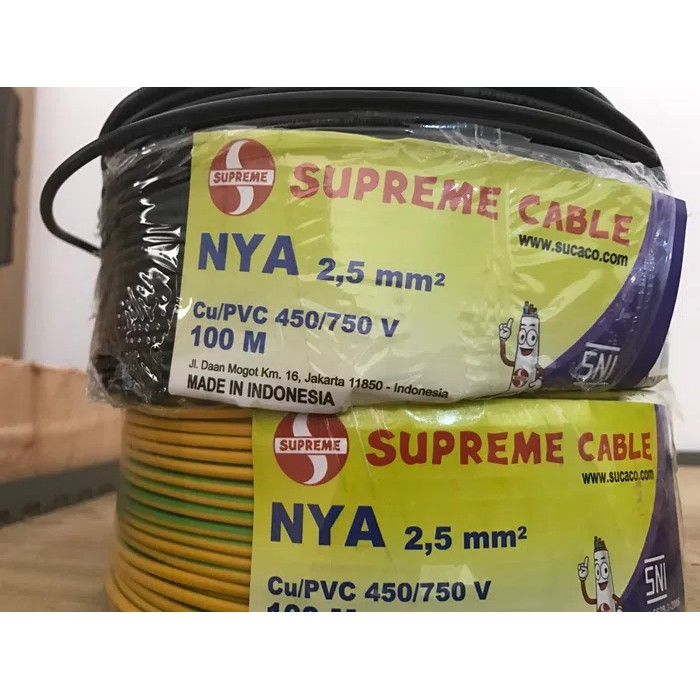 SUPREME
SUPREME CABLE
www.sucaco.com
NYA 2,5 mm²
Cu/PVC 450/750 V
100 M
Jl. Daan Mogot Km. 16, Jakarta 11850 - Indonesia
MADE IN INDONESIA
SNI
SUPREME
SUPREME CABLE
www.sucaco.com
NYA 2,5 mm²
Cu/PVC 450/750 V
100 M
SNI